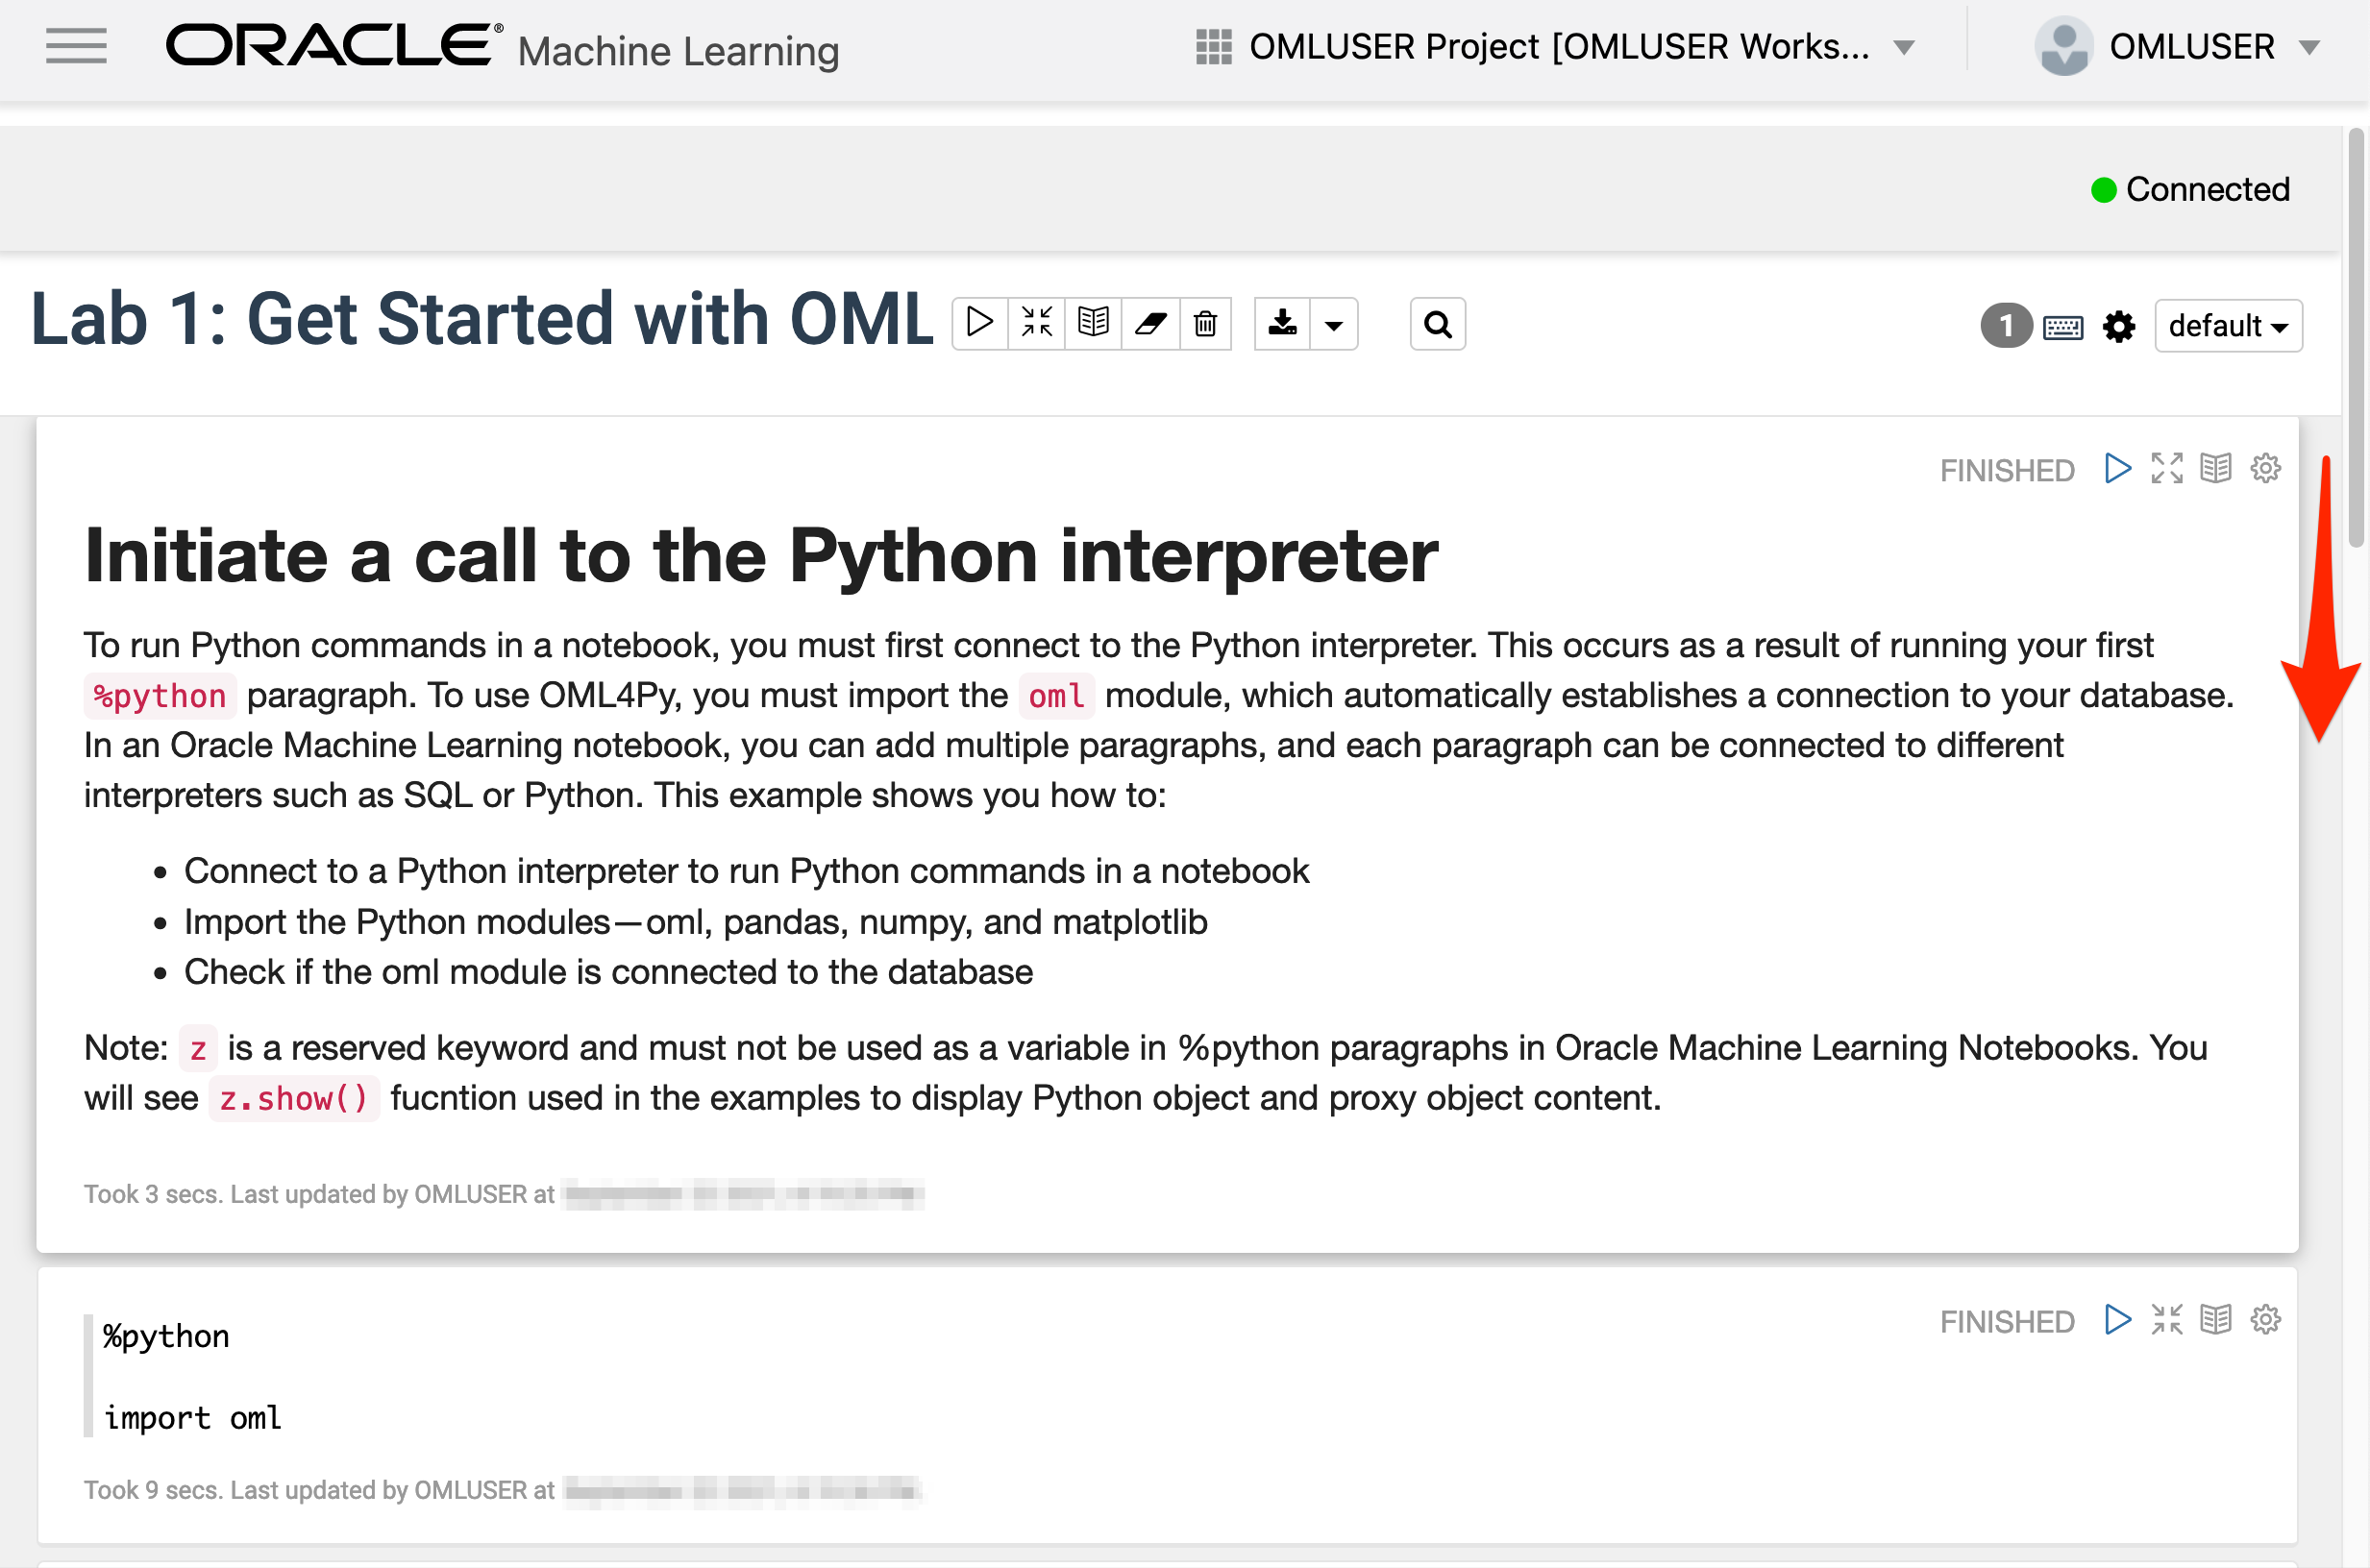 ORACLE® Machine Learning
OMLUSER Project [OMLUSER Works...
OMLUSER
Connected
Lab 1: Get Started with OML
1
default
FINISHED
Initiate a call to the Python interpreter
To run Python commands in a notebook, you must first connect to the Python interpreter. This occurs as a result of running your first
%python paragraph. To use OML4Py, you must import the oml module, which automatically establishes a connection to your database.
In an Oracle Machine Learning notebook, you can add multiple paragraphs, and each paragraph can be connected to different
interpreters such as SQL or Python. This example shows you how to:
• Connect to a Python interpreter to run Python commands in a notebook
• Import the Python modules—oml, pandas, numpy, and matplotlib
• Check if the oml module is connected to the database
Note: z is a reserved keyword and must not be used as a variable in %python paragraphs in Oracle Machine Learning Notebooks. You
will see z.show() fucntion used in the examples to display Python object and proxy object content.
Took 3 secs. Last updated by OMLUSER at
FINISHED
%python
import oml
Took 9 secs. Last updated by OMLUSER at